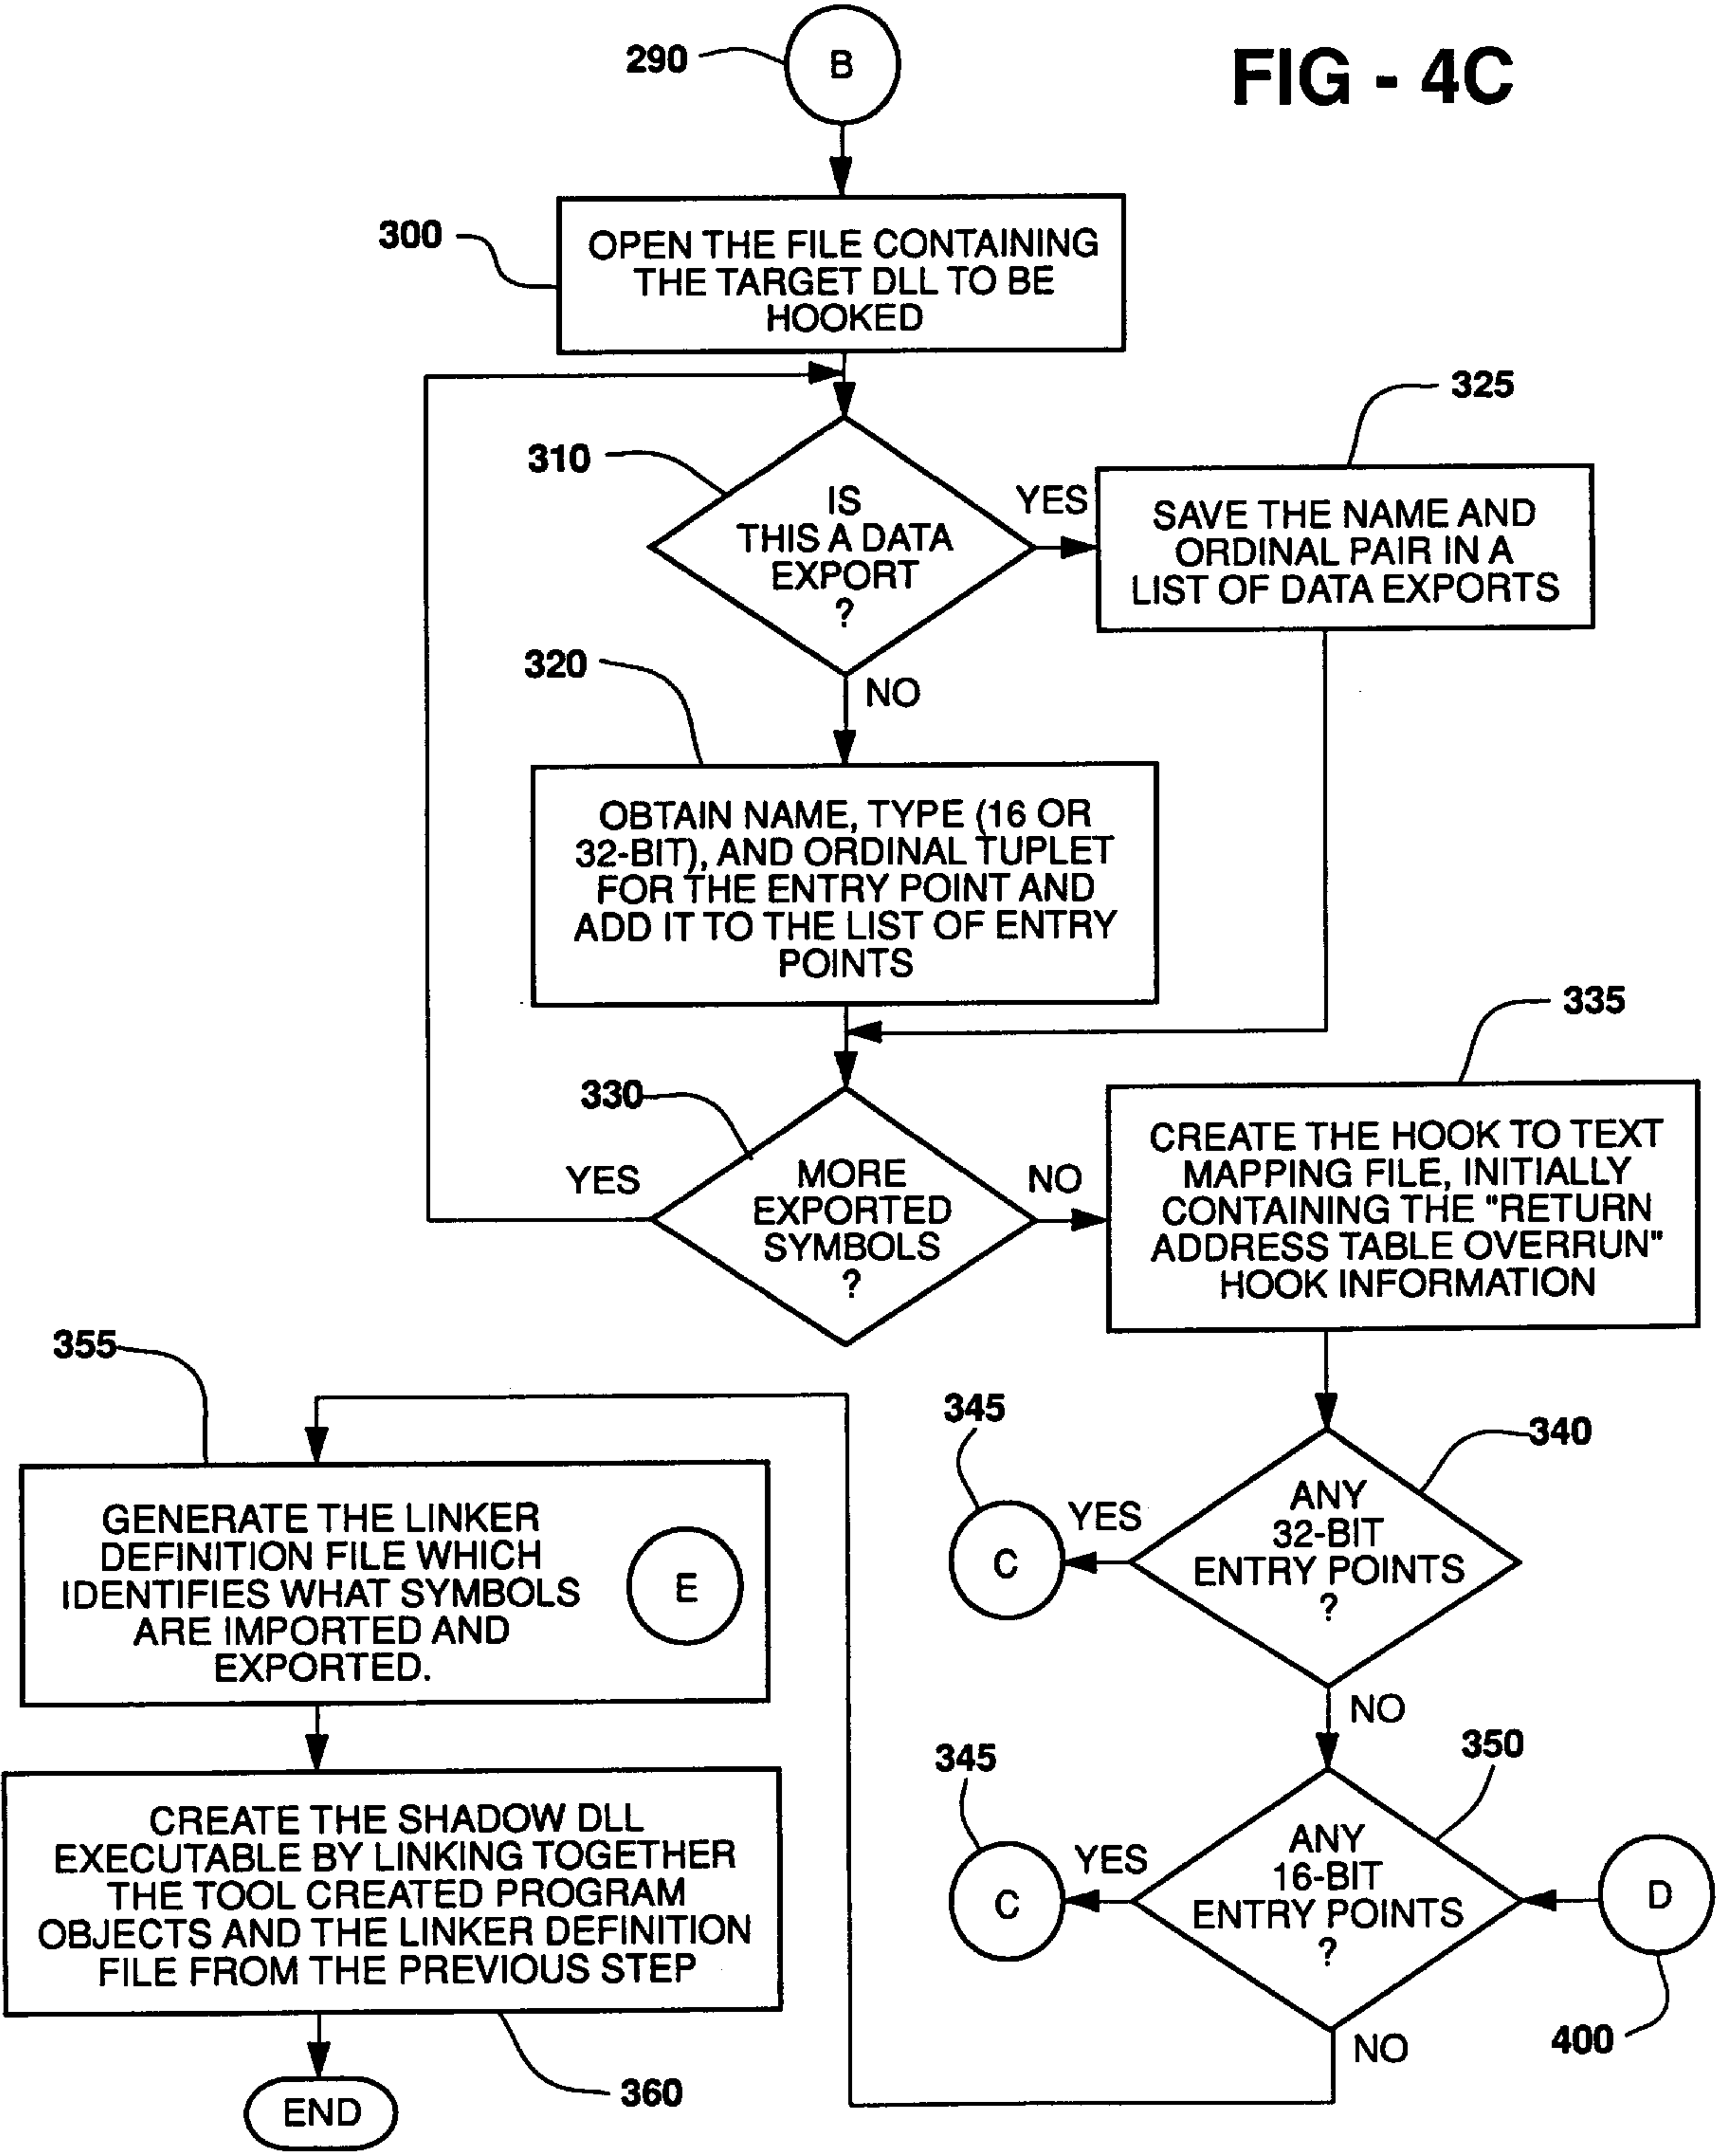 FIG - 4C
290
B
300
OPEN THE FILE CONTAINING
THE TARGET DLL TO BE
HOOKED
310
IS
THIS A DATA
EXPORT
?
YES
NO
325
SAVE THE NAME AND
ORDINAL PAIR IN A
LIST OF DATA EXPORTS
320
OBTAIN NAME, TYPE (16 OR
32-BIT), AND ORDINAL TUPLET
FOR THE ENTRY POINT AND
ADD IT TO THE LIST OF ENTRY
POINTS
330
MORE
EXPORTED
SYMBOLS
?
YES
NO
335
CREATE THE HOOK TO TEXT
MAPPING FILE, INITIALLY
CONTAINING THE "RETURN
ADDRESS TABLE OVERRUN"
HOOK INFORMATION
340
ANY
32-BIT
ENTRY POINTS
?
YES
345
C
NO
350
ANY
16-BIT
ENTRY POINTS
?
YES
345
C
D
400
NO
355
GENERATE THE LINKER
DEFINITION FILE WHICH
IDENTIFIES WHAT SYMBOLS
ARE IMPORTED AND
EXPORTED.
E
CREATE THE SHADOW DLL
EXECUTABLE BY LINKING TOGETHER
THE TOOL CREATED PROGRAM
OBJECTS AND THE LINKER DEFINITION
FILE FROM THE PREVIOUS STEP
360
END